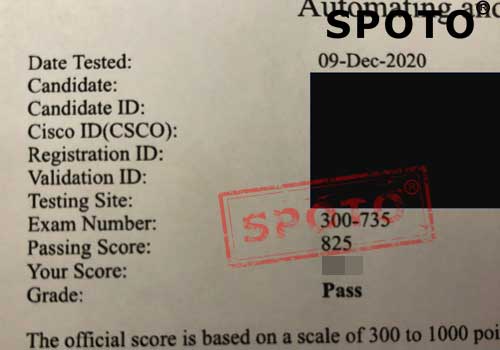 Automating and
SPOTO®
Date Tested: 09-Dec-2020
Candidate:
Candidate ID:
Cisco ID(CSCO):
Registration ID:
Validation ID:
Testing Site:
SPOTO®
Exam Number: 300-735
Passing Score: 825
Your Score:
Grade: Pass
The official score is based on a scale of 300 to 1000 poi